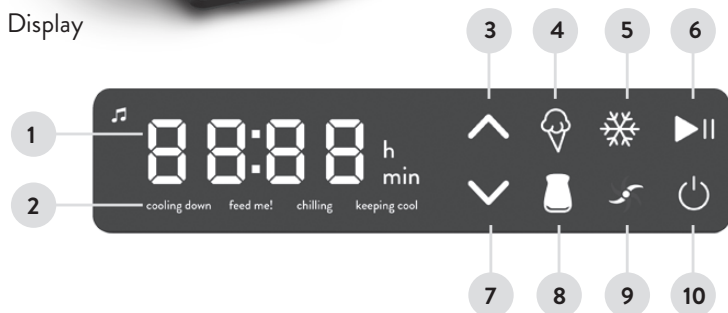 Display
3 4 5 6
1 88:88 h
min
2 cooling down feed me! chilling keeping cool
7 8 9 10